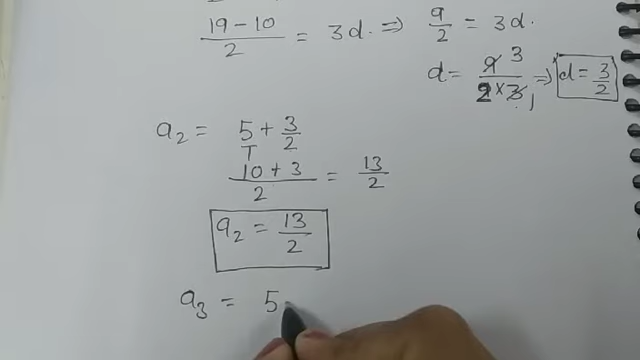 19 - 10 / 2 = 3d. ⇒ 9/2 = 3d.
d = 9 3 / 2 × 3 1 ⇒ d = 3/2
a2 = 5 + 3/2
10 + 3 / 2 = 13/2
a2 = 13/2
a3 = 5